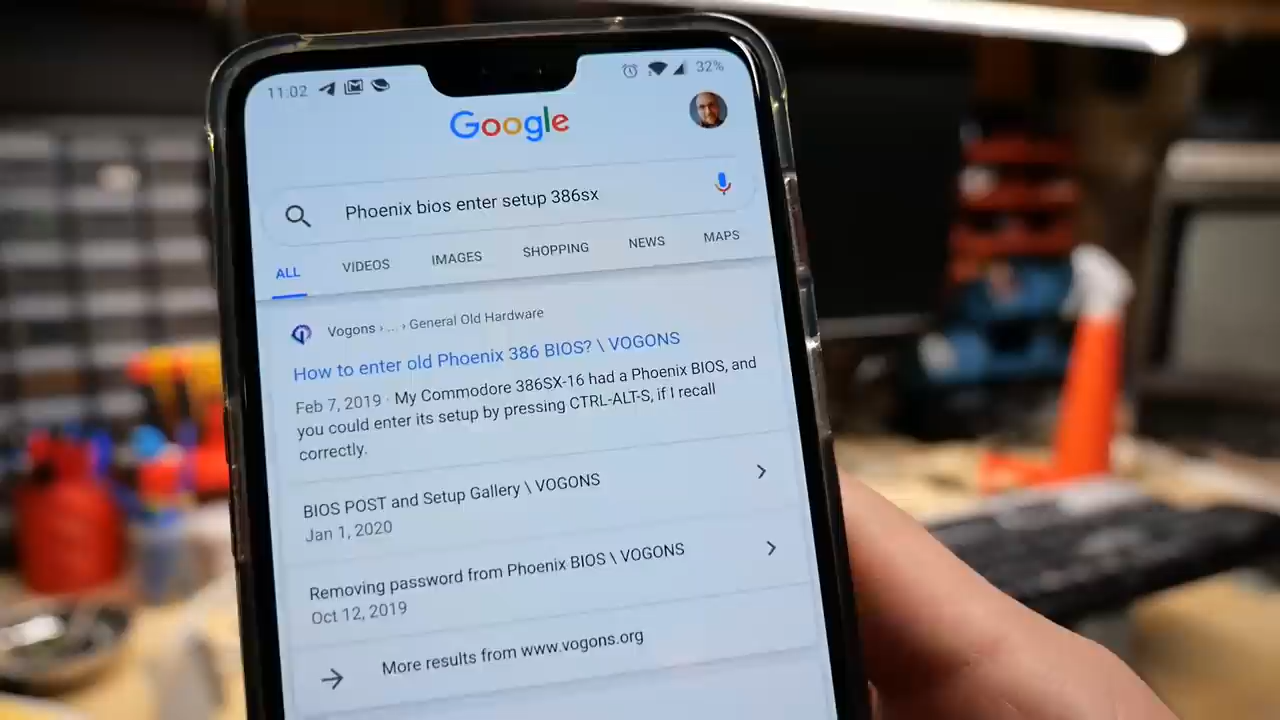 11.02
32%
Google
Phoenix bios enter setup 386sx
ALL VIDEOS IMAGES SHOPPING NEWS MAPS
Vogons › ... › General Old Hardware
How to enter old Phoenix 386 BIOS? \ VOGONS
Feb 7, 2019 · My Commodore 386SX-16 had a Phoenix BIOS, and
you could enter its setup by pressing CTRL-ALT-S, if I recall
correctly.
BIOS POST and Setup Gallery \ VOGONS
Jan 1, 2020
Removing password from Phoenix BIOS \ VOGONS
Oct 12, 2019
More results from www.vogons.org